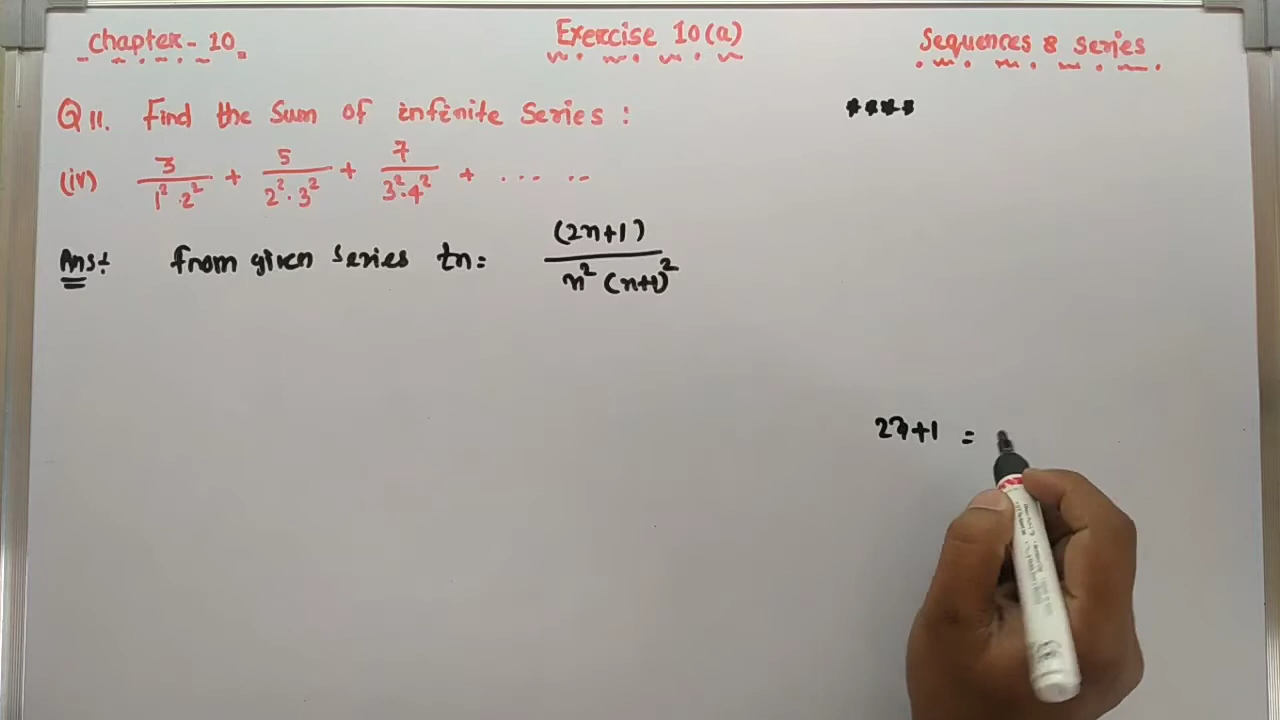 Chapter - 10. Exercise 10(a) Sequences & Series
Q 11. Find the Sum of infinite Series : ****
(iv) 3/(1²·2²) + 5/(2²·3²) + 7/(3²·4²) + ... ..
Ans: from given series tn = (2n+1)/(n²(n+1)²)
2n+1 =